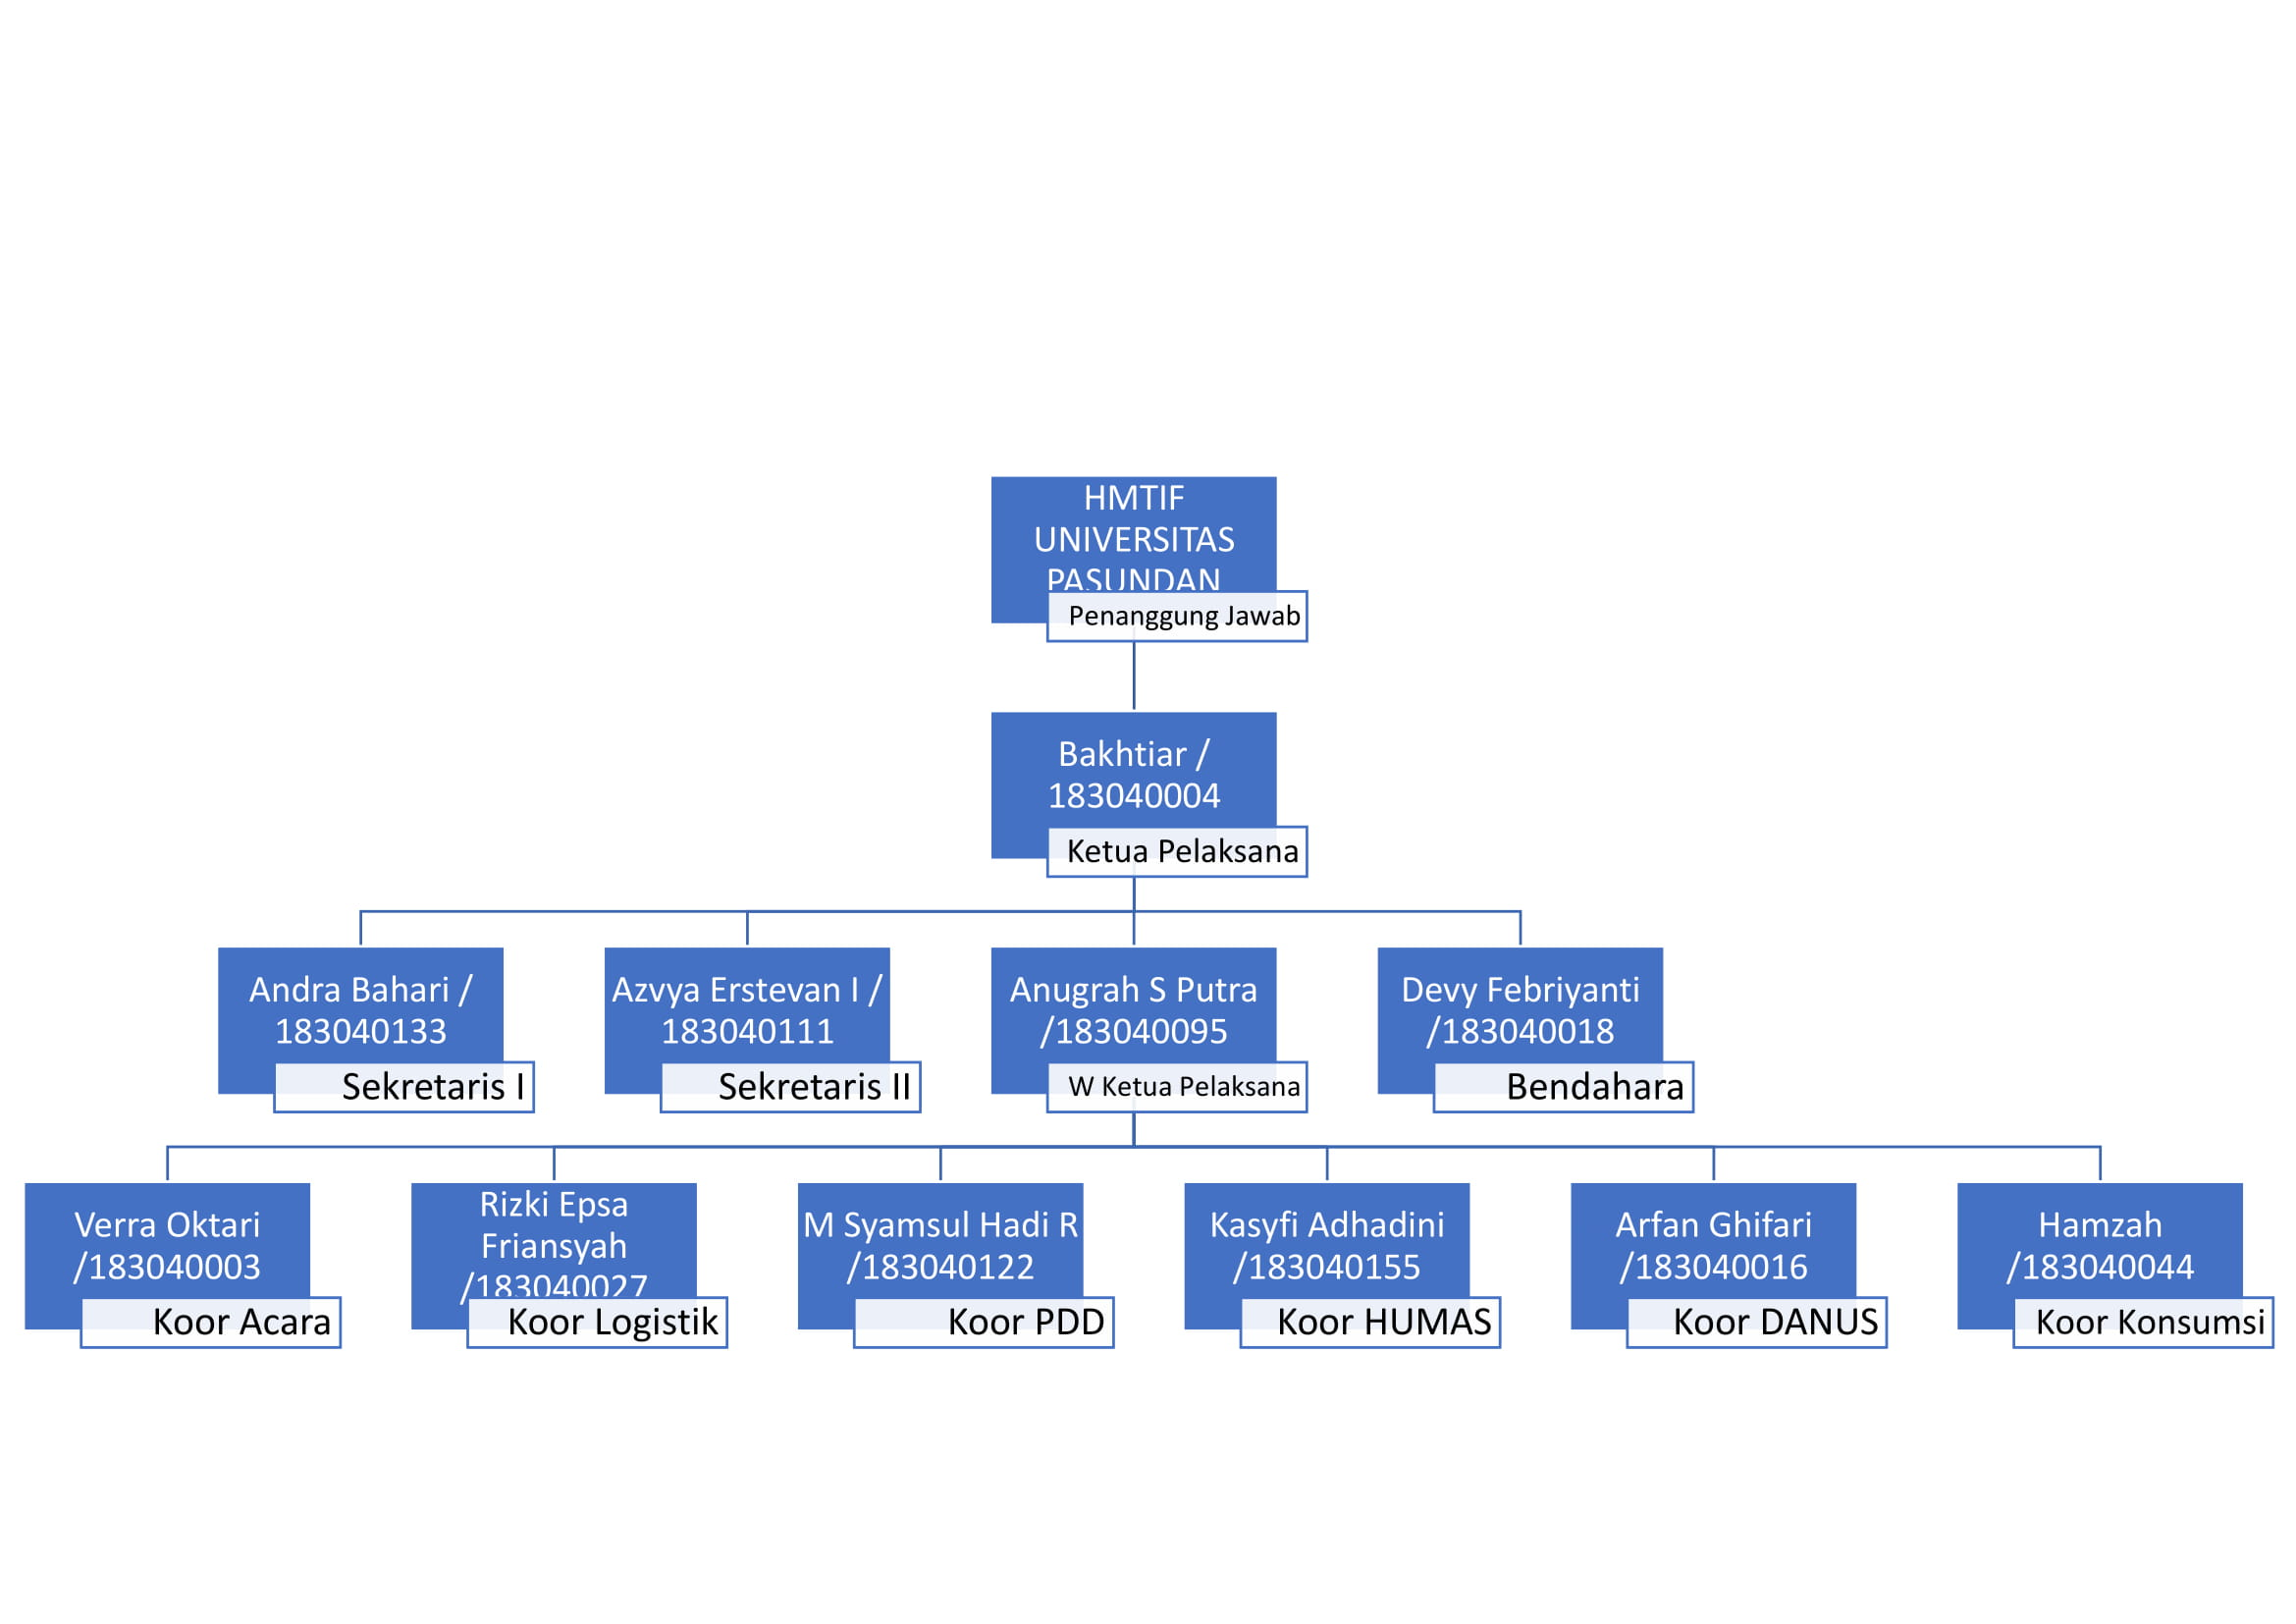 HMTIF
UNIVERSITAS
PASUNDAN
Penanggung Jawab
Bakhtiar /
183040004
Ketua Pelaksana
Andra Bahari /
183040133
Sekretaris I
Azvya Erstevan I /
183040111
Sekretaris II
Anugrah S Putra
/183040095
W Ketua Pelaksana
Devy Febriyanti
/183040018
Bendahara
Verra Oktari
/183040003
Koor Acara
Rizki Epsa
Friansyah
/183040027
Koor Logistik
M Syamsul Hadi R
/183040122
Koor PDD
Kasyfi Adhadini
/183040155
Koor HUMAS
Arfan Ghifari
/183040016
Koor DANUS
Hamzah
/183040044
Koor Konsumsi